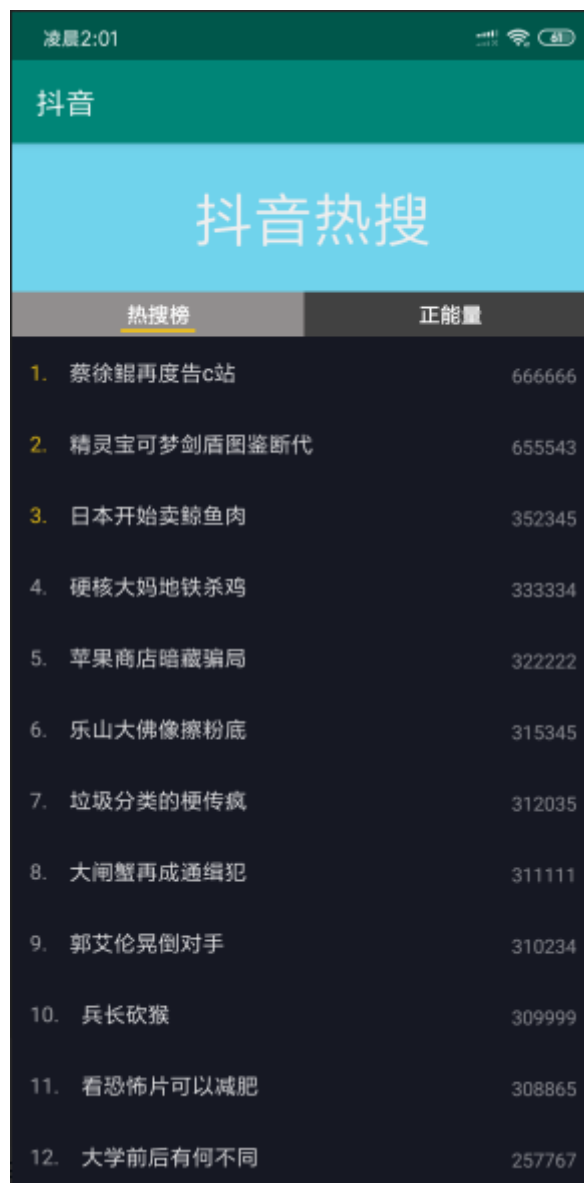 凌晨2:01 61
抖音
抖音热搜
热搜榜 正能量
1. 蔡徐鲲再度告c站 666666
2. 精灵宝可梦剑盾图鉴断代 655543
3. 日本开始卖鲸鱼肉 352345
4. 硬核大妈地铁杀鸡 333334
5. 苹果商店暗藏骗局 322222
6. 乐山大佛像擦粉底 315345
7. 垃圾分类的梗传疯 312035
8. 大闸蟹再成通缉犯 311111
9. 郭艾伦晃倒对手 310234
10. 兵长砍猴 309999
11. 看恐怖片可以减肥 308865
12. 大学前后有何不同 257767